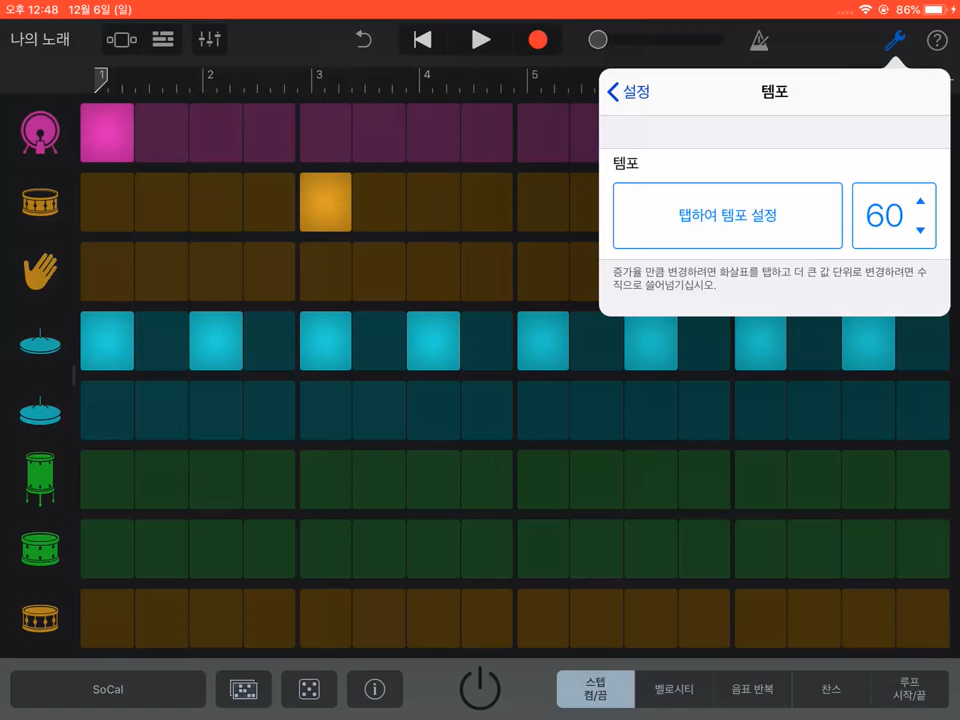 오후 12:48 12월 6일 (일)
86%
나의 노래
1 2 3 4 5
설정
템포
템포
탭하여 템포 설정
60
증가율 만큼 변경하려면 화살표를 탭하고 더 큰 값 단위로 변경하려면 수
직으로 쓸어넘기십시오.
SoCal
스텝
켬/끔
벨로시티
음표 반복
찬스
루프
시작/끝